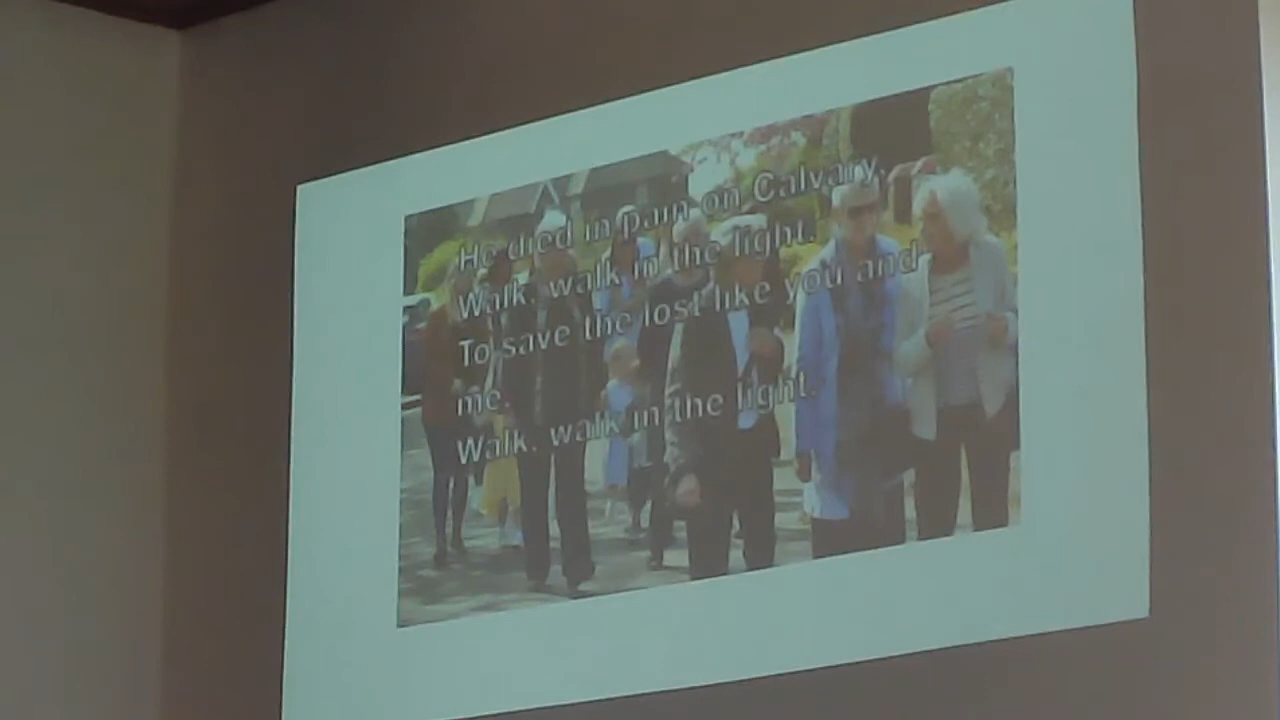 He died in pain on Calvary,
Walk, walk in the light.
To save the lost like you and
me.
Walk, walk in the light.